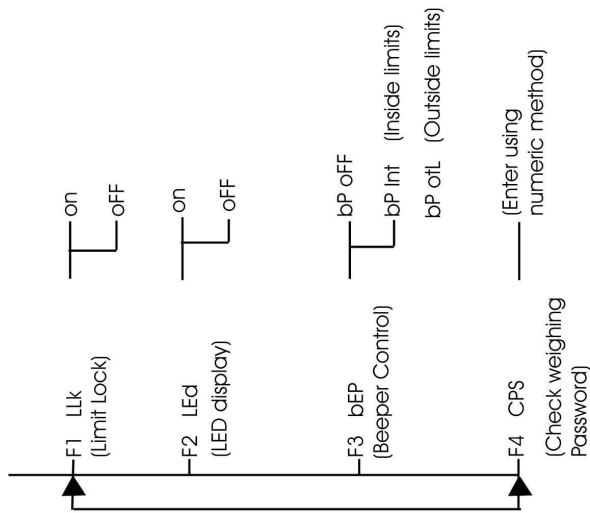 F1 LLk
(Limit Lock)
on
oFF
F2 LEd
(LED display)
on
oFF
F3 bEP
(Beeper Control)
bP oFF
bP Int (Inside limits)
bP otL (Outside limits)
F4 CPS
(Check weighing
Password)
(Enter using
numeric method)